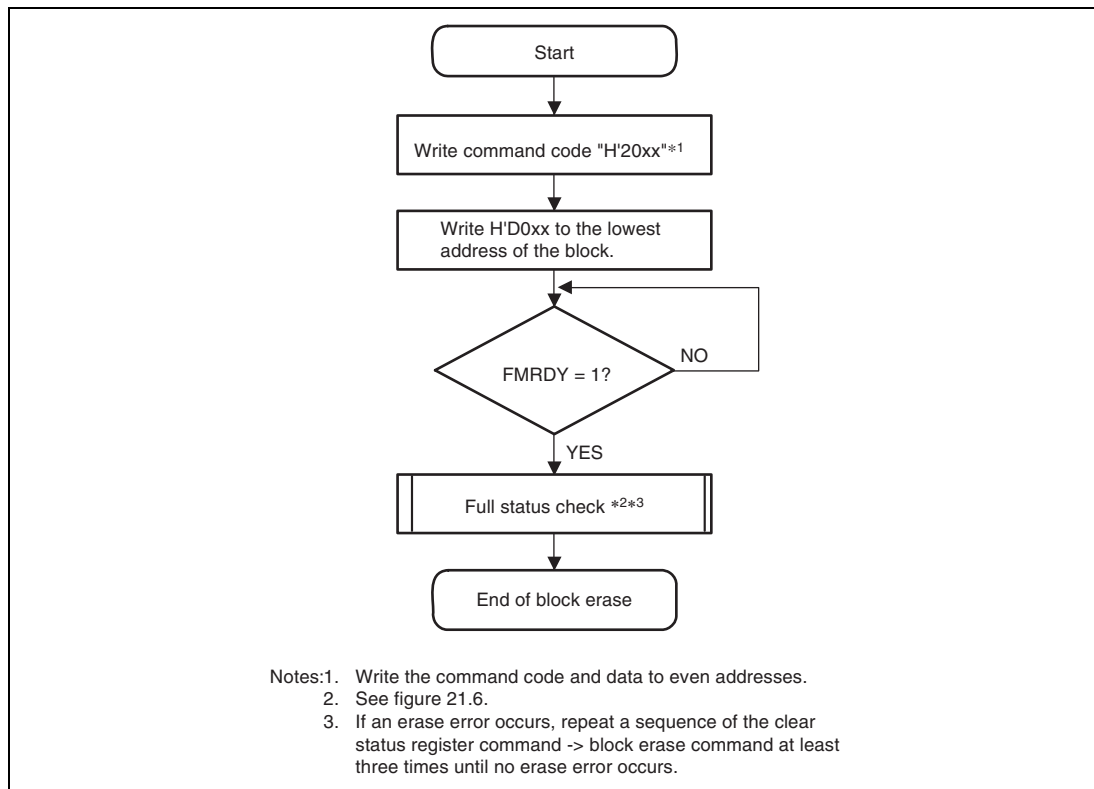 Start
Write command code "H'20xx"*1
Write H'D0xx to the lowest
address of the block.
FMRDY = 1?
NO
YES
Full status check *2*3
End of block erase
Notes:1. Write the command code and data to even addresses.
2. See figure 21.6.
3. If an erase error occurs, repeat a sequence of the clear
status register command -> block erase command at least
three times until no erase error occurs.